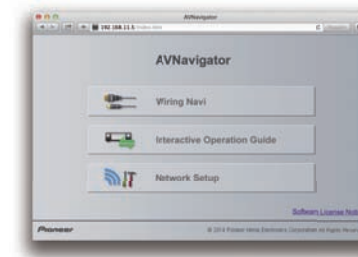 AVNavigator
192.168.11.5
AVNavigator
Wiring Navi
Interactive Operation Guide
Network Setup
Software License Noti
Pioneer
© 2014 Pioneer Home Electronics Corporation All Rights Reser